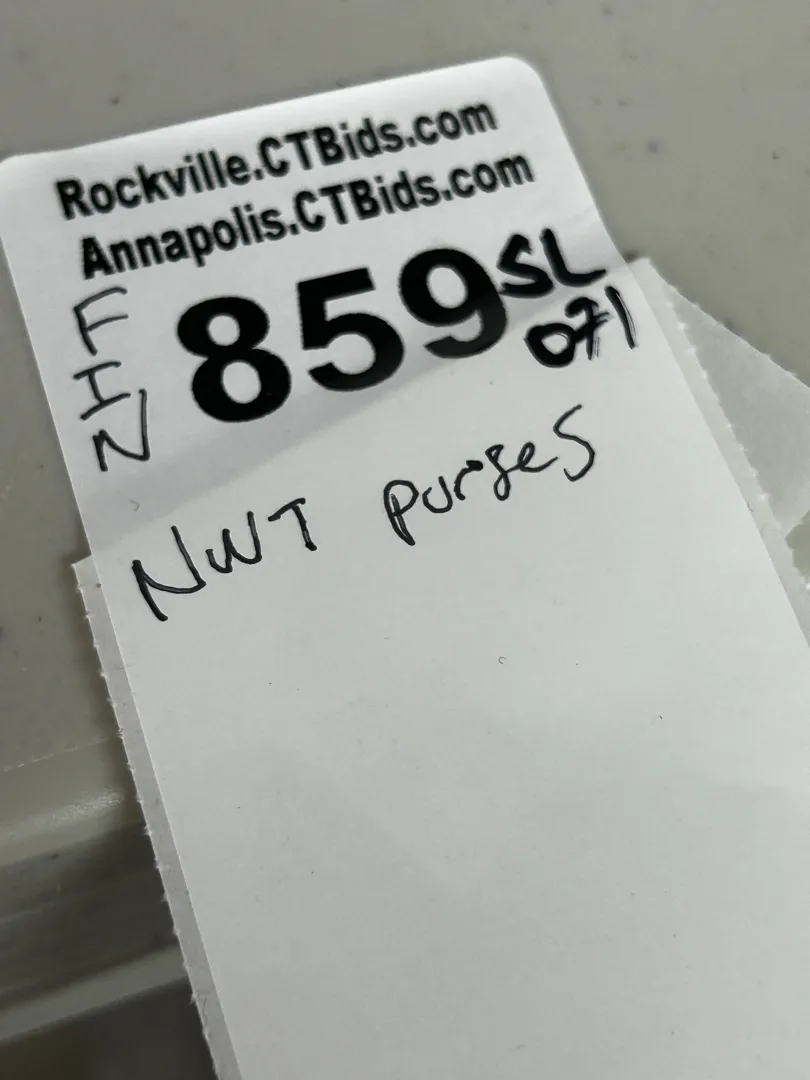 Rockville.CTBids.com
Annapolis.CTBids.com
FIN 859 SL
071
NWT purses